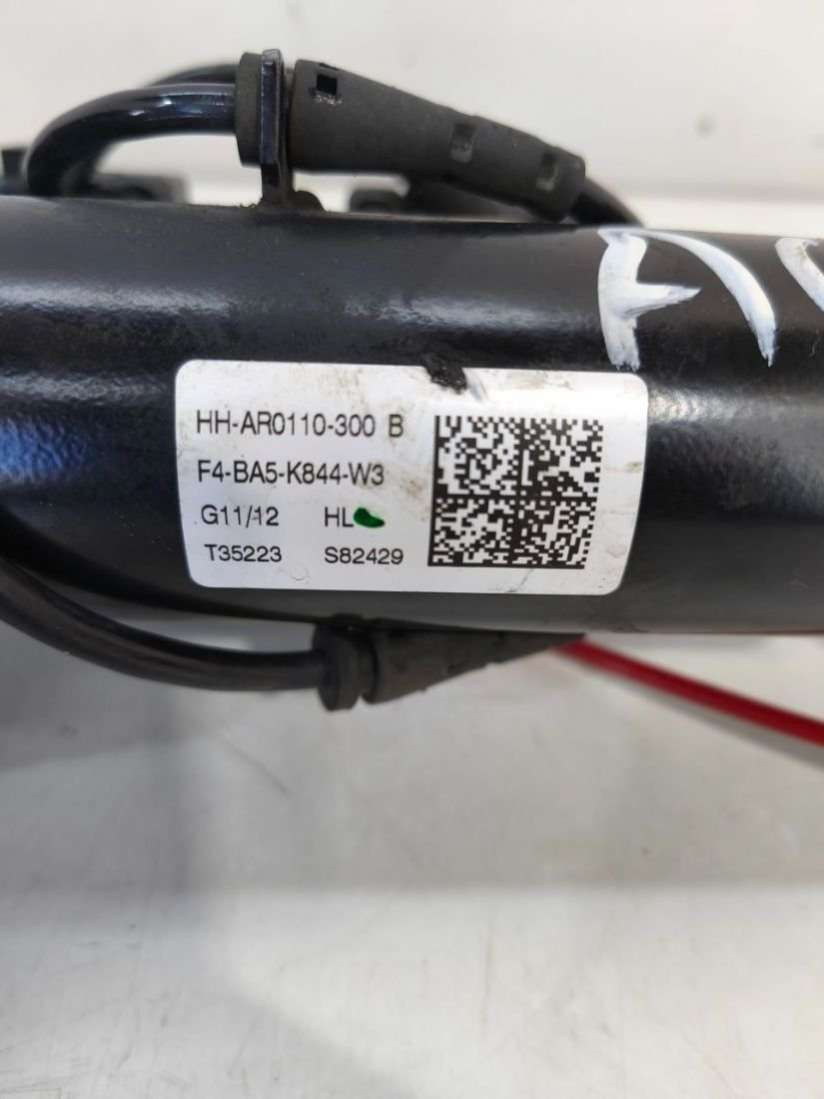 HH-AR0110-300 B
F4-BA5-K844-W3
G11/12 HL
T35223 S82429